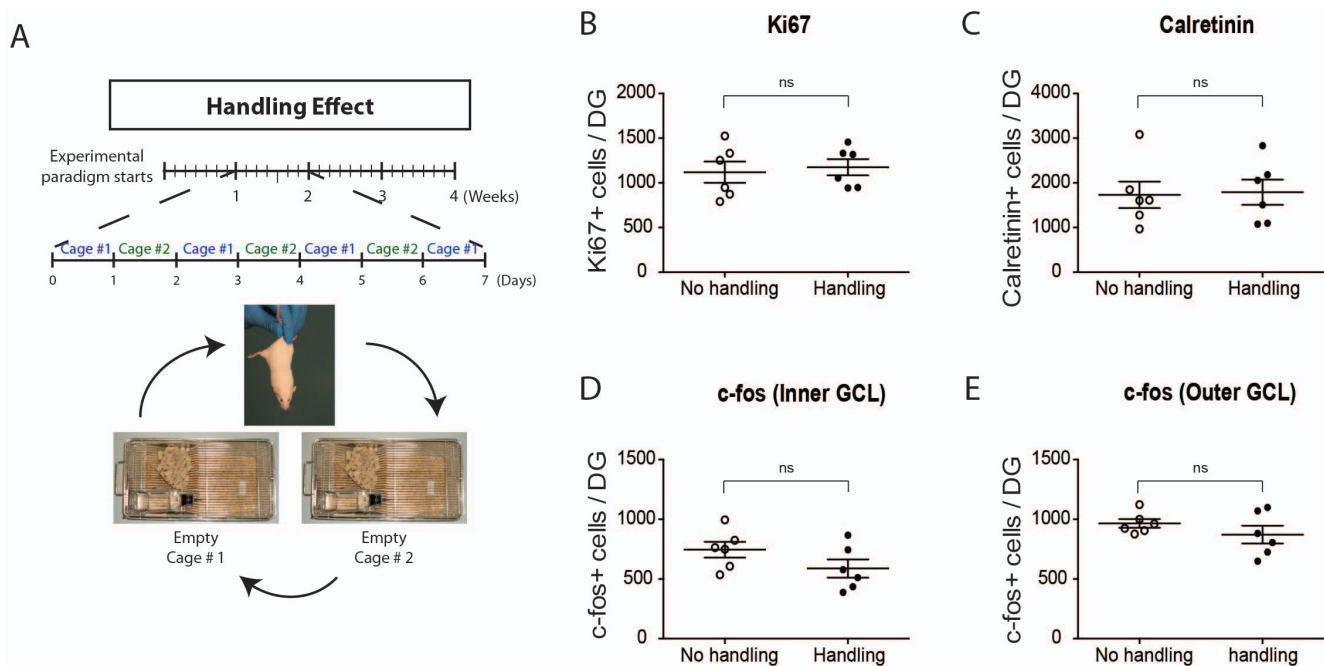 A
Handling Effect
Experimental
paradigm starts
1 2 3 4 (Weeks)
Cage #1 Cage #2 Cage #1 Cage #2 Cage #1 Cage #2 Cage #1
0 1 2 3 4 5 6 7 (Days)
Empty
Cage # 1
Empty
Cage # 2
B
Ki67
ns
Ki67+ cells / DG
2000
1500
1000
500
0
No handling Handling
C
Calretinin
ns
Calretinin+ cells / DG
4000
3000
2000
1000
0
No handling Handling
D
c-fos (Inner GCL)
ns
c-fos+ cells / DG
1500
1000
500
0
No handling Handling
E
c-fos (Outer GCL)
ns
c-fos+ cells / DG
1500
1000
500
0
No handling handling